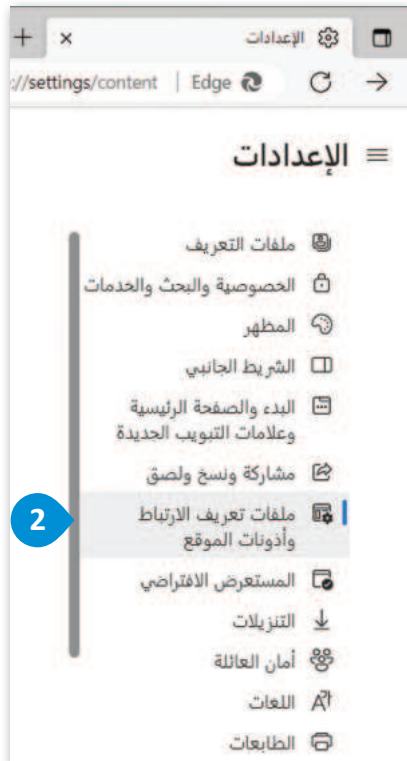 الإعدادات
Edge | ://settings/content
الإعدادات
ملفات التعريف
الخصوصية والبحث والخدمات
المظهر
الشريط الجانبي
البدء والصفحة الرئيسية
وعلامات التبويب الجديدة
مشاركة ونسخ ولصق
ملفات تعريف الارتباط
وأذونات الموقع
2
المستعرض الافتراضي
التنزيلات
أمان العائلة
اللغات
الطابعات